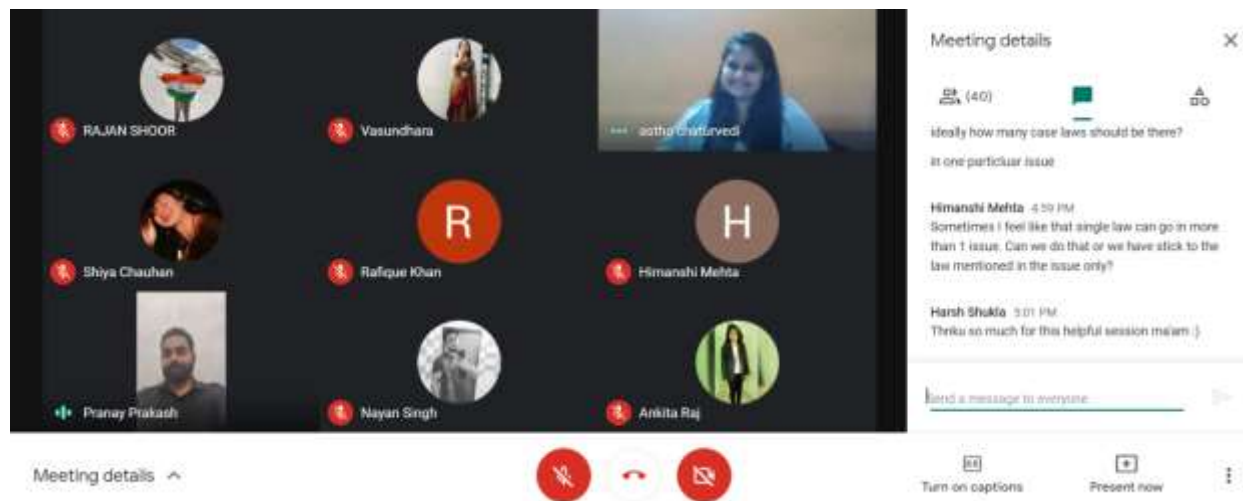 RAJAN SHOOR
Vasundhara
astha chaturvedi
Shiya Chauhan
R
Rafique Khan
H
Himanshi Mehta
Pranay Prakash
Nayan Singh
Ankita Raj
Meeting details
(40)
ideally how many case laws should be there?
in one particluar issue
Himanshi Mehta 4:59 PM
Sometimes I feel like that single law can go in more
than 1 issue. Can we do that or we have stick to the
law mentioned in the issue only?
Harsh Shukla 5:01 PM
Thnku so much for this helpful session ma'am :)
Send a message to everyone
Meeting details
Turn on captions
Present now